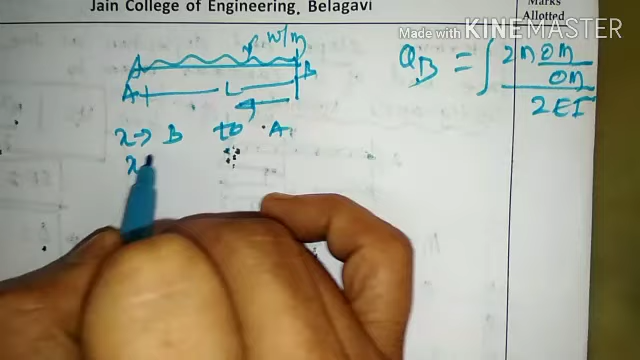 Jain College of Engineering, Belagavi
Marks
Allotted
Made with KINEMASTER
w/m
A B
A L
x → B to A
x
θB = ∫ 2M ∂M
∂M
2EI